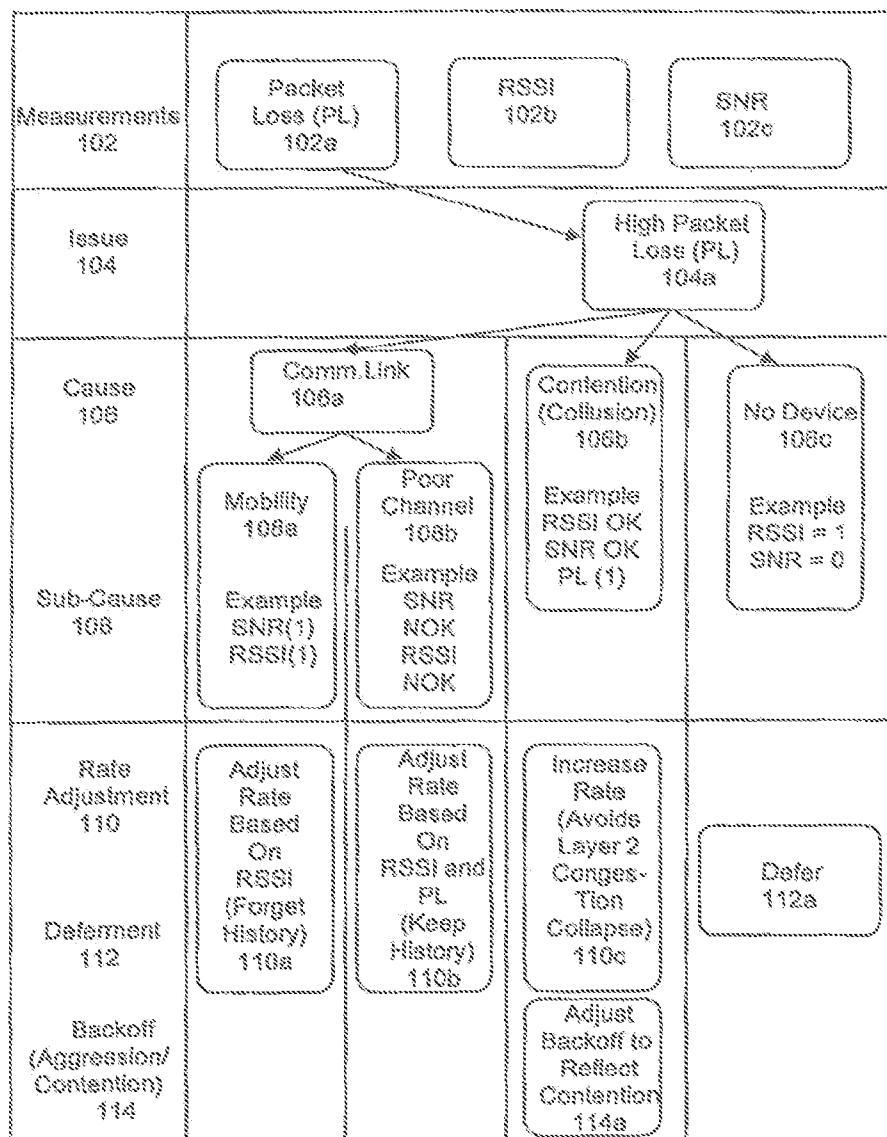 Measurements
102
Packet
Loss (PL)
102a
RSSI
102b
SNR
102c
Issue
104
High Packet
Loss (PL)
104a
Cause
106
Comm.Link
106a
Contention
(Collusion)
106b
Example
RSSI OK
SNR OK
PL (1)
No Device
106c
Example
RSSI = 1
SNR = 0
Sub-Cause
108
Mobility
108a
Example
SNR(1)
RSSI(1)
Poor
Channel
108b
Example
SNR
NOK
RSSI
NOK
Rate
Adjustment
110
Adjust
Rate
Based
On
RSSI
(Forget
History)
110a
Adjust
Rate
Based
On
RSSI and
PL
(Keep
History)
110b
Increase
Rate
(Avoids
Layer 2
Conges-
Tion
Collapse)
110c
Deferment
112
Defer
112a
Backoff
(Aggression/
Contention)
114
Adjust
Backoff to
Reflect
Contention
114a